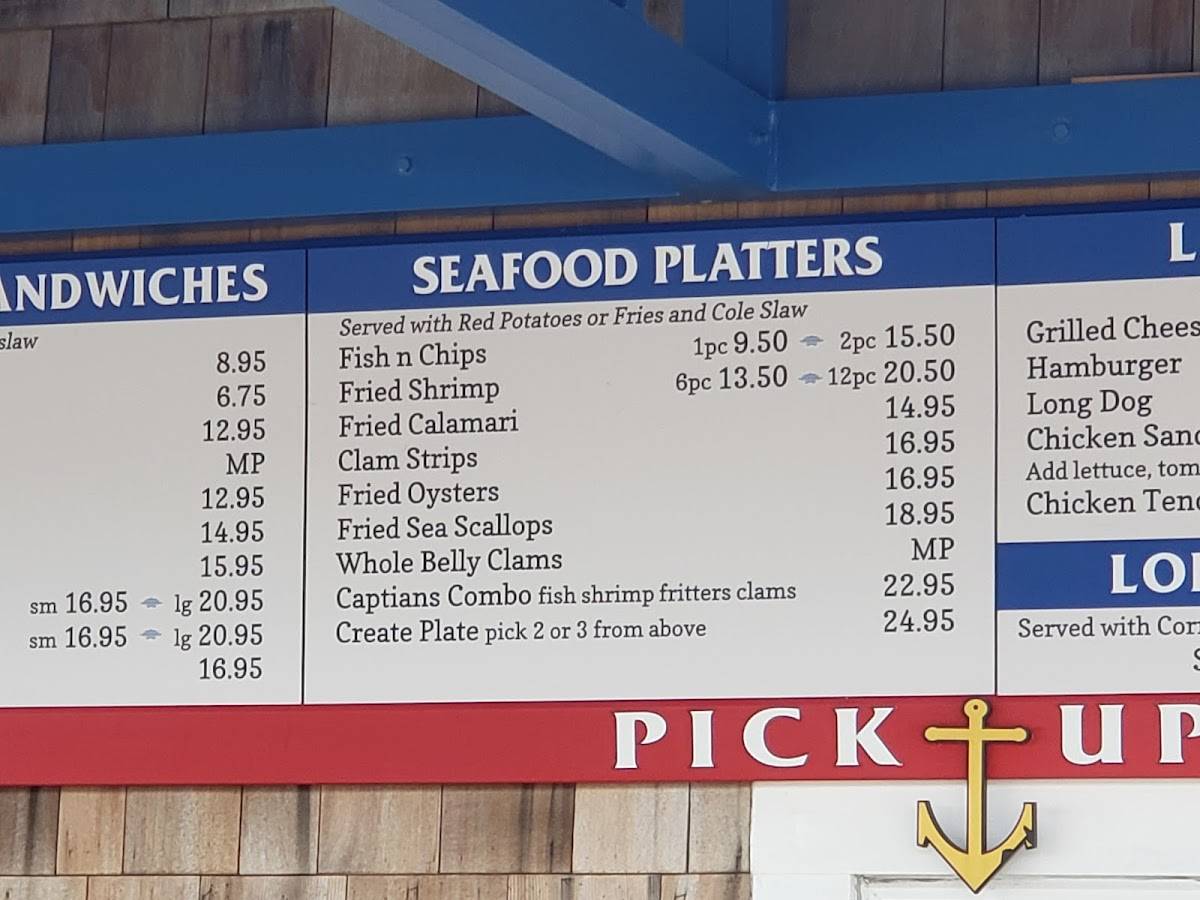 ANDWICHES
slaw
8.95
6.75
12.95
MP
12.95
14.95
15.95
sm 16.95 lg 20.95
sm 16.95 lg 20.95
16.95
SEAFOOD PLATTERS
Served with Red Potatoes or Fries and Cole Slaw
Fish n Chips 1pc 9.50 2pc 15.50
Fried Shrimp 6pc 13.50 12pc 20.50
Fried Calamari 14.95
Clam Strips 16.95
Fried Oysters 16.95
Fried Sea Scallops 18.95
Whole Belly Clams MP
Captians Combo fish shrimp fritters clams 22.95
Create Plate pick 2 or 3 from above 24.95
L
Grilled Chees
Hamburger
Long Dog
Chicken Sand
Add lettuce, tom
Chicken Tend
LO
Served with Cor
S
PICK UP